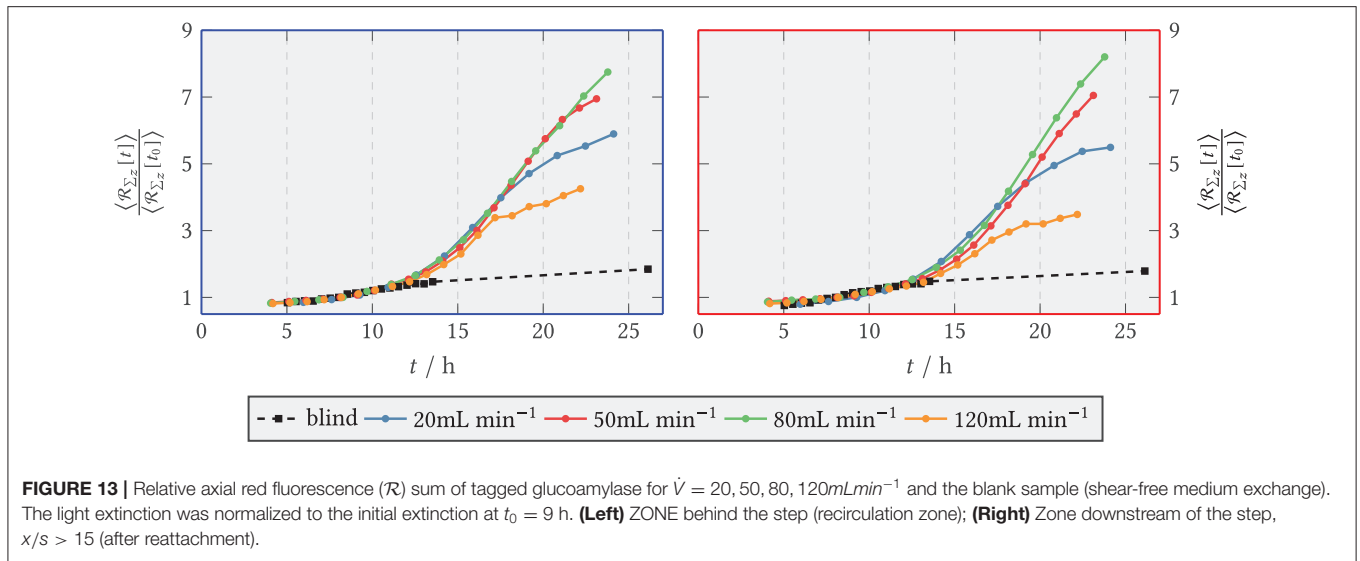 9
7
5
3
1
0 5 10 15 20 25
t / h
⟨ℛ_Σz [t]⟩
⟨ℛ_Σz [t₀]⟩
9
7
5
3
1
0 5 10 15 20 25
t / h
⟨ℛ_Σz [t]⟩
⟨ℛ_Σz [t₀]⟩
blind 20mL min⁻¹ 50mL min⁻¹ 80mL min⁻¹ 120mL min⁻¹
FIGURE 13 | Relative axial red fluorescence (ℛ) sum of tagged glucoamylase for V̇ = 20, 50, 80, 120mLmin⁻¹ and the blank sample (shear-free medium exchange).
The light extinction was normalized to the initial extinction at t₀ = 9 h. (Left) ZONE behind the step (recirculation zone); (Right) Zone downstream of the step,
x/s > 15 (after reattachment).